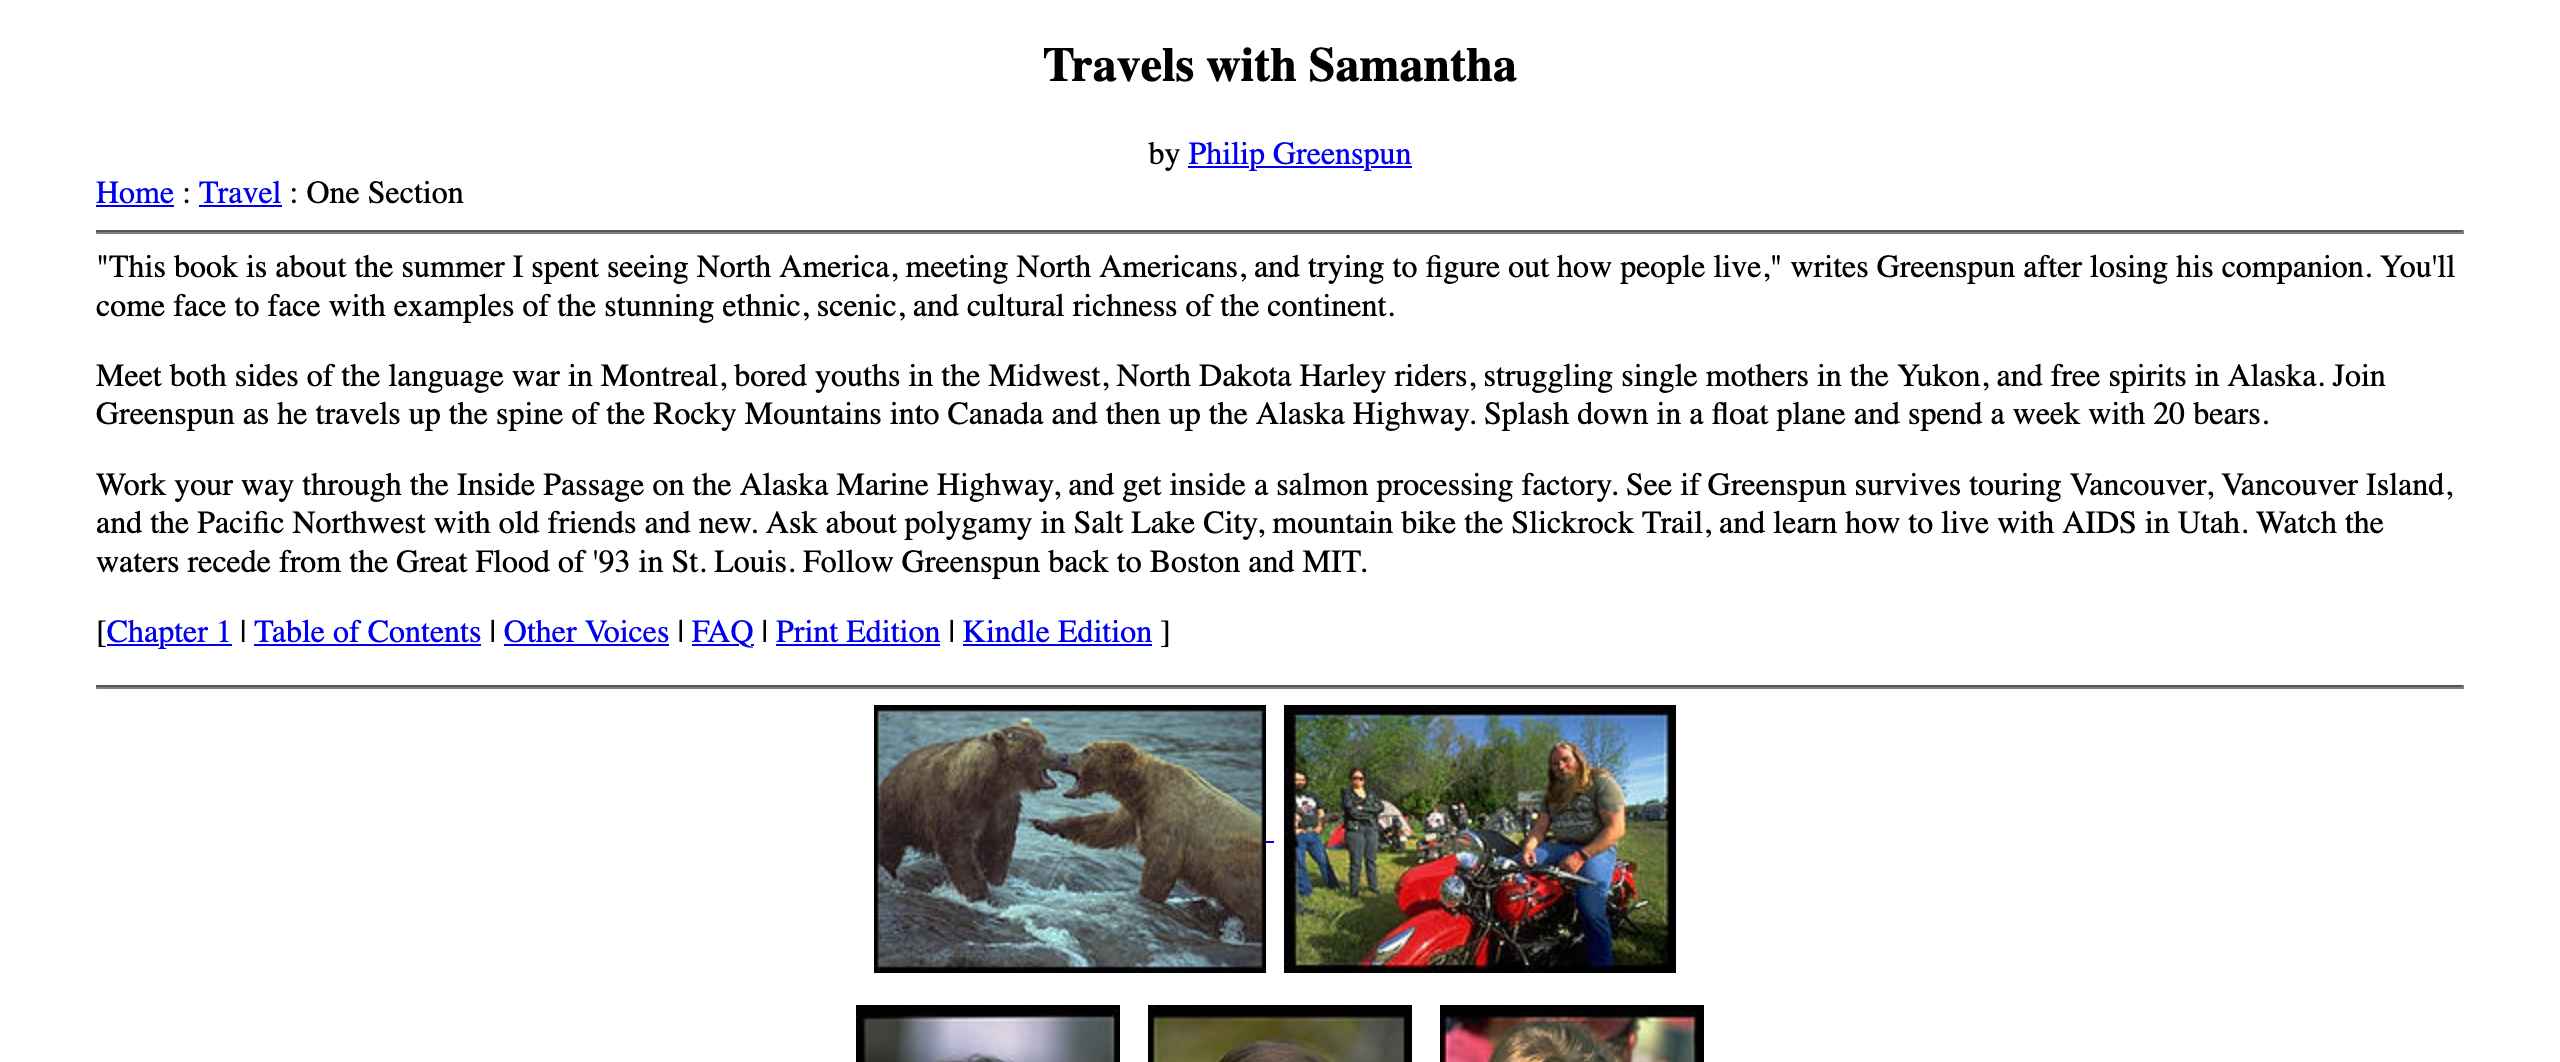 Travels with Samantha
by Philip Greenspun
Home : Travel : One Section
"This book is about the summer I spent seeing North America, meeting North Americans, and trying to figure out how people live," writes Greenspun after losing his companion. You'll
come face to face with examples of the stunning ethnic, scenic, and cultural richness of the continent.
Meet both sides of the language war in Montreal, bored youths in the Midwest, North Dakota Harley riders, struggling single mothers in the Yukon, and free spirits in Alaska. Join
Greenspun as he travels up the spine of the Rocky Mountains into Canada and then up the Alaska Highway. Splash down in a float plane and spend a week with 20 bears.
Work your way through the Inside Passage on the Alaska Marine Highway, and get inside a salmon processing factory. See if Greenspun survives touring Vancouver, Vancouver Island,
and the Pacific Northwest with old friends and new. Ask about polygamy in Salt Lake City, mountain bike the Slickrock Trail, and learn how to live with AIDS in Utah. Watch the
waters recede from the Great Flood of '93 in St. Louis. Follow Greenspun back to Boston and MIT.
[Chapter 1 | Table of Contents | Other Voices | FAQ | Print Edition | Kindle Edition ]